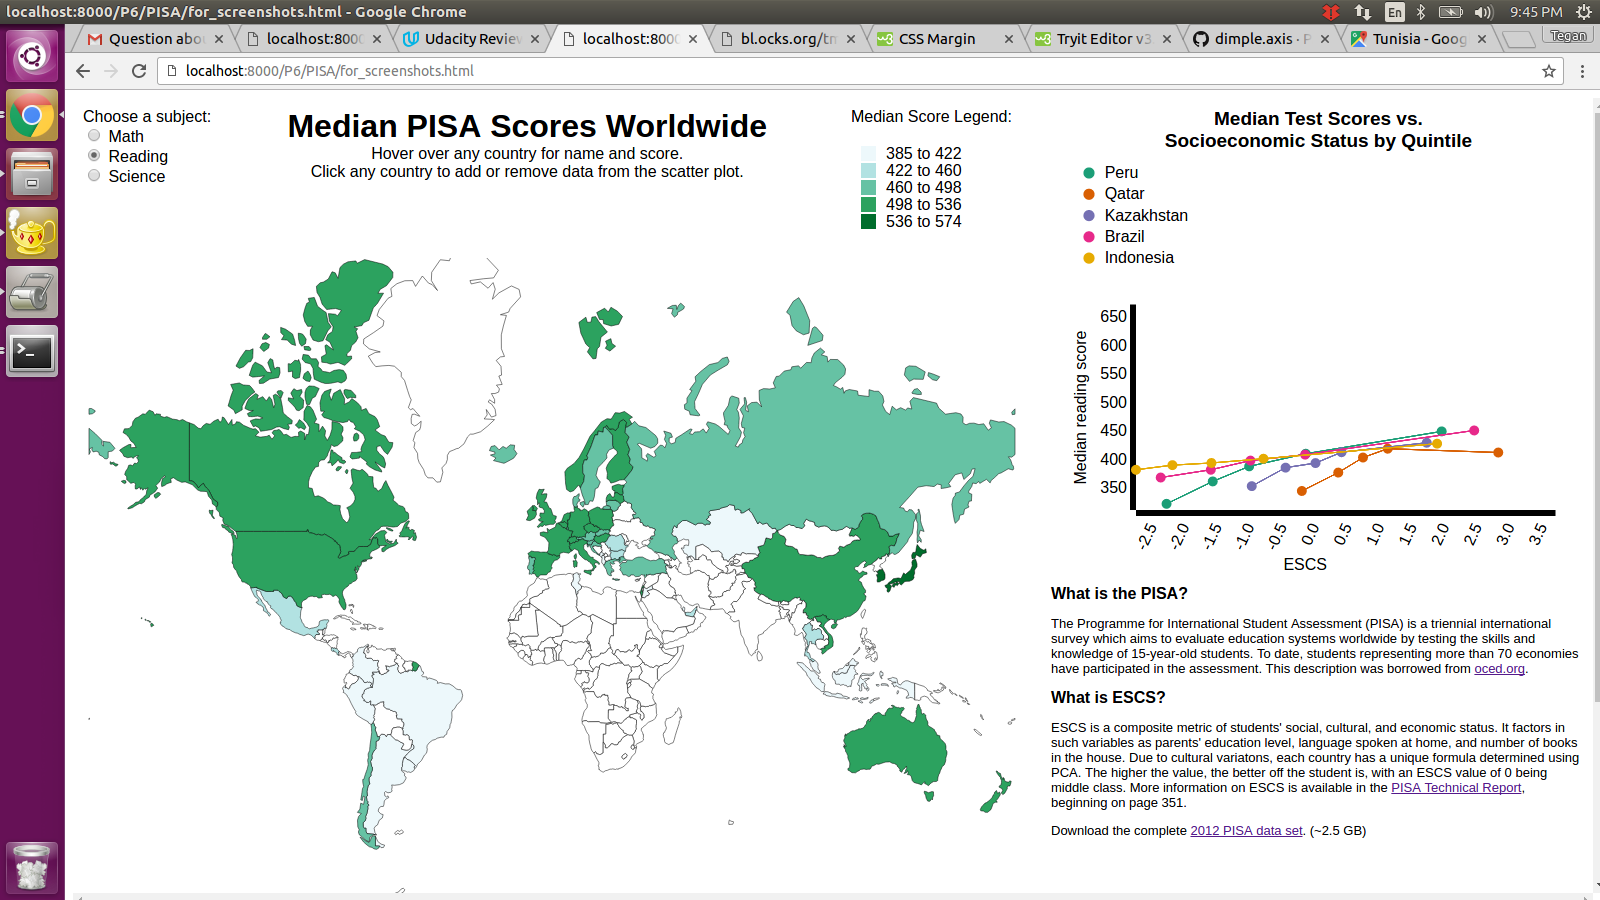 localhost:8000/P6/PISA/for_screenshots.html - Google Chrome
En
9:45 PM
Question abo
localhost:8000
Udacity Review
localhost:8000
bl.ocks.org/tm
CSS Margin
Tryit Editor v3
dimple.axis · P
Tunisia - Goog
Tegan
localhost:8000/P6/PISA/for_screenshots.html
Choose a subject:
Math
Reading
Science
Median PISA Scores Worldwide
Hover over any country for name and score.
Click any country to add or remove data from the scatter plot.
Median Score Legend:
385 to 422
422 to 460
460 to 498
498 to 536
536 to 574
Median Test Scores vs.
Socioeconomic Status by Quintile
Peru
Qatar
Kazakhstan
Brazil
Indonesia
Median reading score
650
600
550
500
450
400
350
-2.5 -2.0 -1.5 -1.0 -0.5 0.0 0.5 1.0 1.5 2.0 2.5 3.0 3.5
ESCS
What is the PISA?
The Programme for International Student Assessment (PISA) is a triennial international
survey which aims to evaluate education systems worldwide by testing the skills and
knowledge of 15-year-old students. To date, students representing more than 70 economies
have participated in the assessment. This description was borrowed from oced.org.
What is ESCS?
ESCS is a composite metric of students' social, cultural, and economic status. It factors in
such variables as parents' education level, language spoken at home, and number of books
in the house. Due to cultural variatons, each country has a unique formula determined using
PCA. The higher the value, the better off the student is, with an ESCS value of 0 being
middle class. More information on ESCS is available in the PISA Technical Report,
beginning on page 351.
Download the complete 2012 PISA data set. (~2.5 GB)